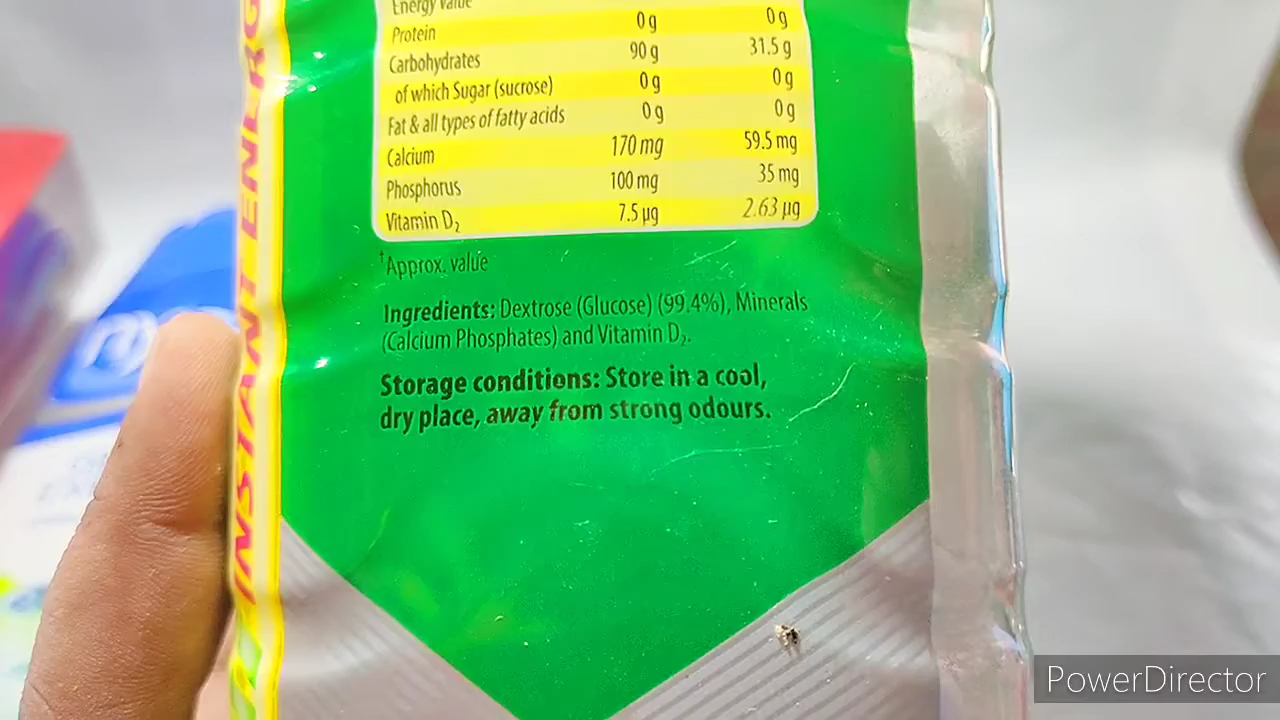 Energy Value
Protein 0 g 0 g
Carbohydrates 90 g 31.5 g
of which Sugar (sucrose) 0 g 0 g
Fat & all types of fatty acids 0 g 0 g
Calcium 170 mg 59.5 mg
Phosphorus 100 mg 35 mg
Vitamin D₂ 7.5 µg 2.63 µg
†Approx. value
Ingredients: Dextrose (Glucose) (99.4%), Minerals
(Calcium Phosphates) and Vitamin D₂.
Storage conditions: Store in a cool,
dry place, away from strong odours.
INSTANT ENERG
PowerDirector